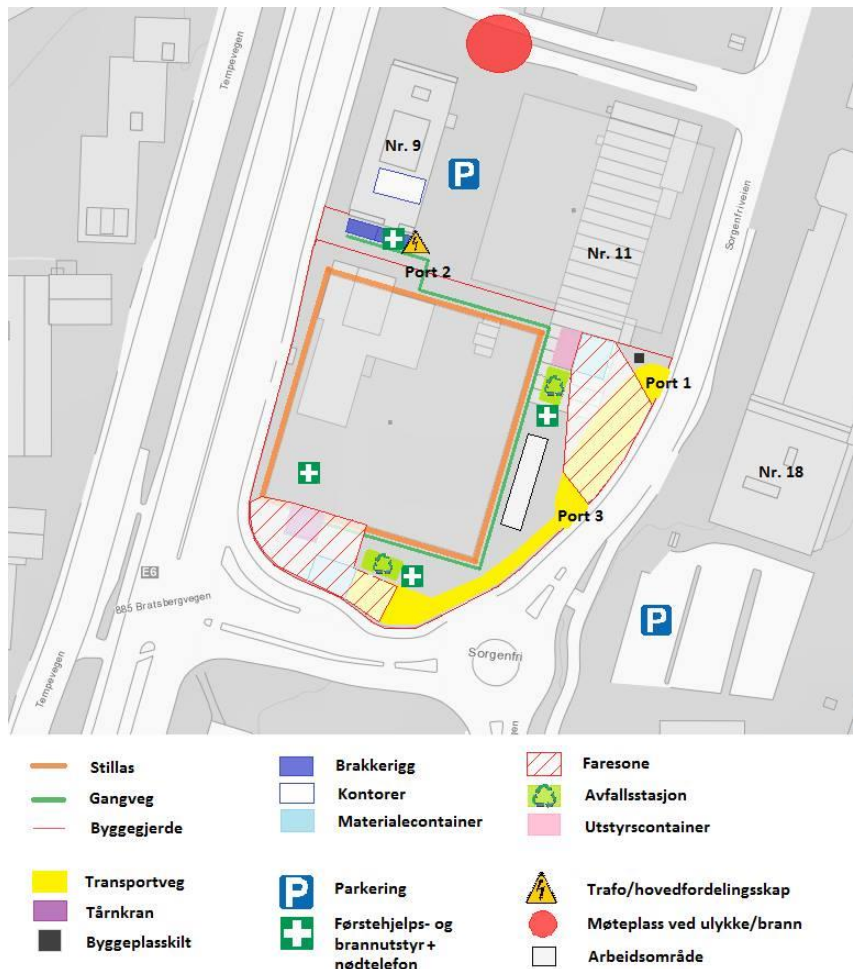 Tempevegen
Nr. 9
P
Sorgenfriveien
Nr. 11
Port 2
Port 1
Nr. 18
Port 3
E6
885 Bratsbergvegen
P
Sorgenfri
Tempevegen
Stillas
Gangveg
Byggegjerde
Brakkerigg
Kontorer
Materialecontainer
Faresone
Avfallsstasjon
Utstyrscontainer
Transportveg
Tårnkran
Byggeplasskilt
P
Parkering
Førstehjelps- og
brannutstyr +
nødtelefon
Trafo/hovedfordelingsskap
Møteplass ved ulykke/brann
Arbeidsområde